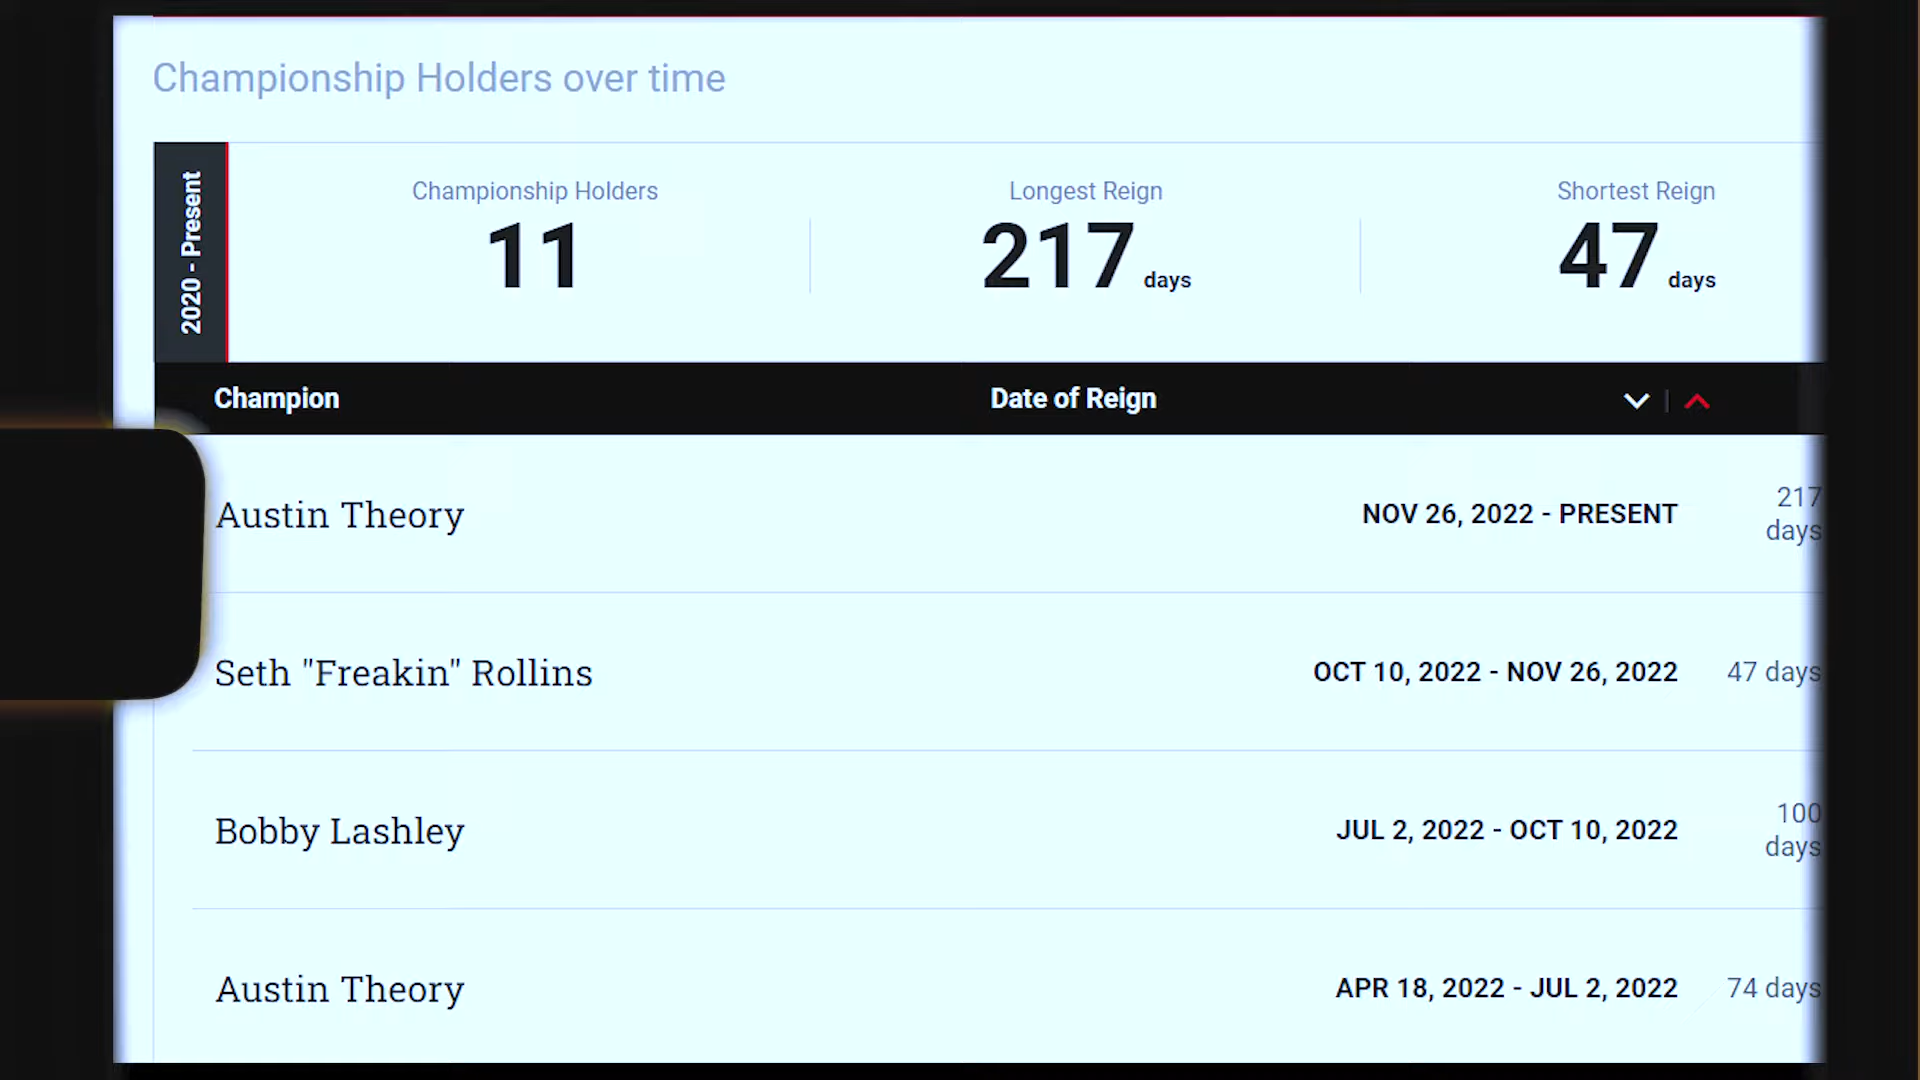 Championship Holders over time
2020 - Present
Championship Holders
11
Longest Reign
217 days
Shortest Reign
47 days
Champion Date of Reign
Austin Theory NOV 26, 2022 - PRESENT 217 days
Seth "Freakin" Rollins OCT 10, 2022 - NOV 26, 2022 47 days
Bobby Lashley JUL 2, 2022 - OCT 10, 2022 100 days
Austin Theory APR 18, 2022 - JUL 2, 2022 74 days